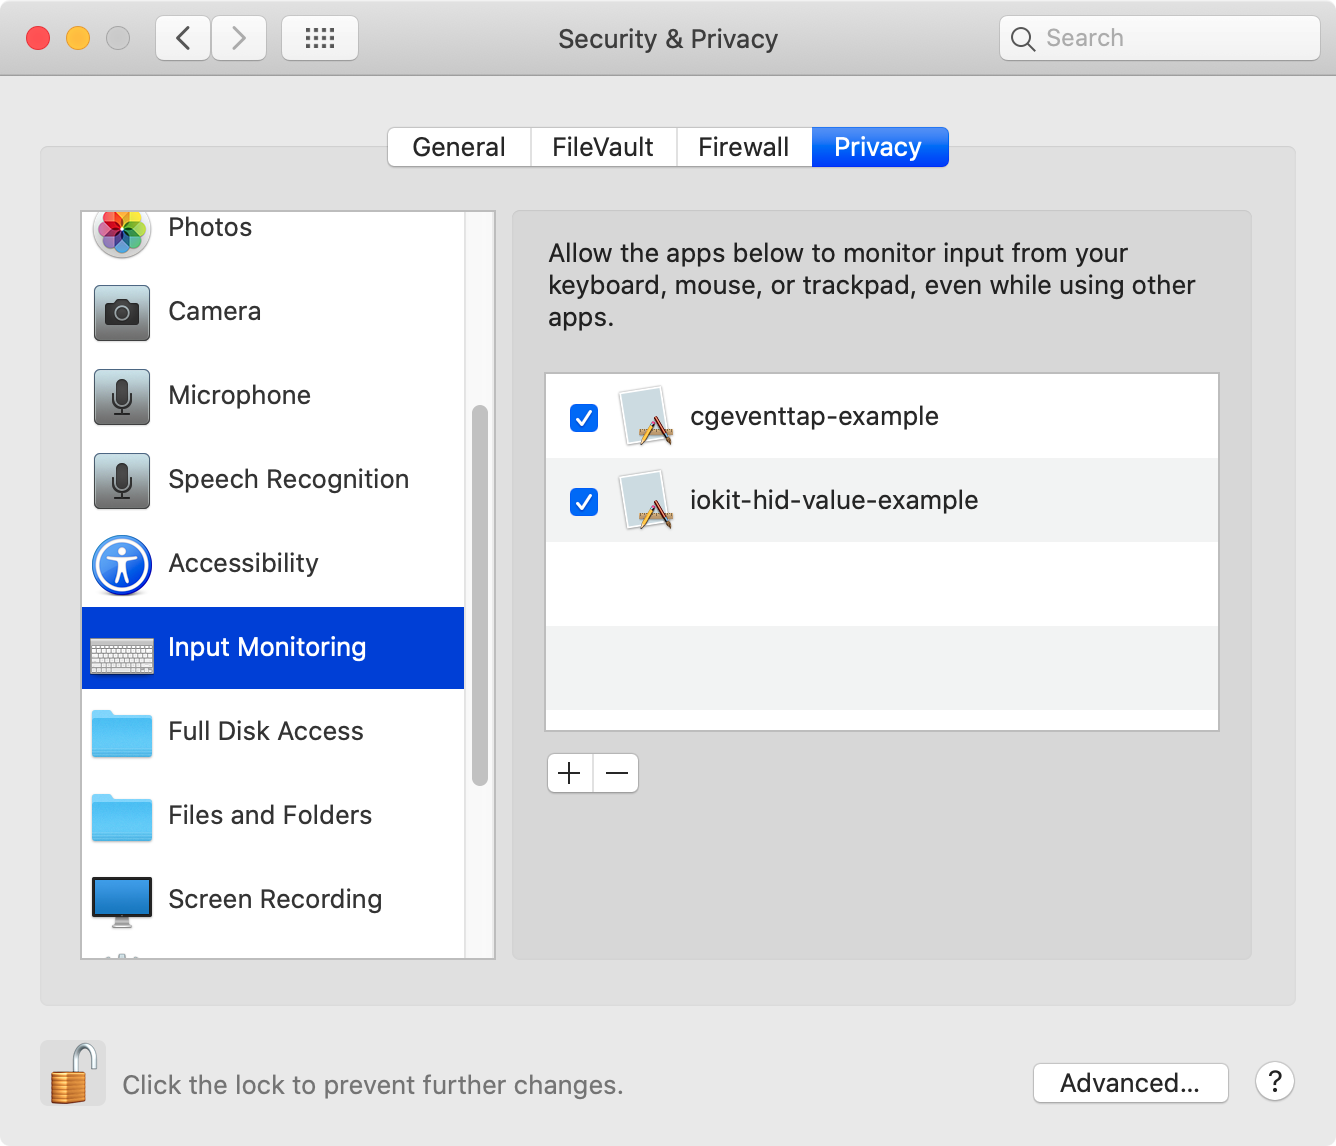 Security & Privacy
Search
General
FileVault
Firewall
Privacy
Photos
Camera
Microphone
Speech Recognition
Accessibility
Input Monitoring
Full Disk Access
Files and Folders
Screen Recording
Allow the apps below to monitor input from your
keyboard, mouse, or trackpad, even while using other
apps.
cgeventtap-example
iokit-hid-value-example
Click the lock to prevent further changes.
Advanced...
?